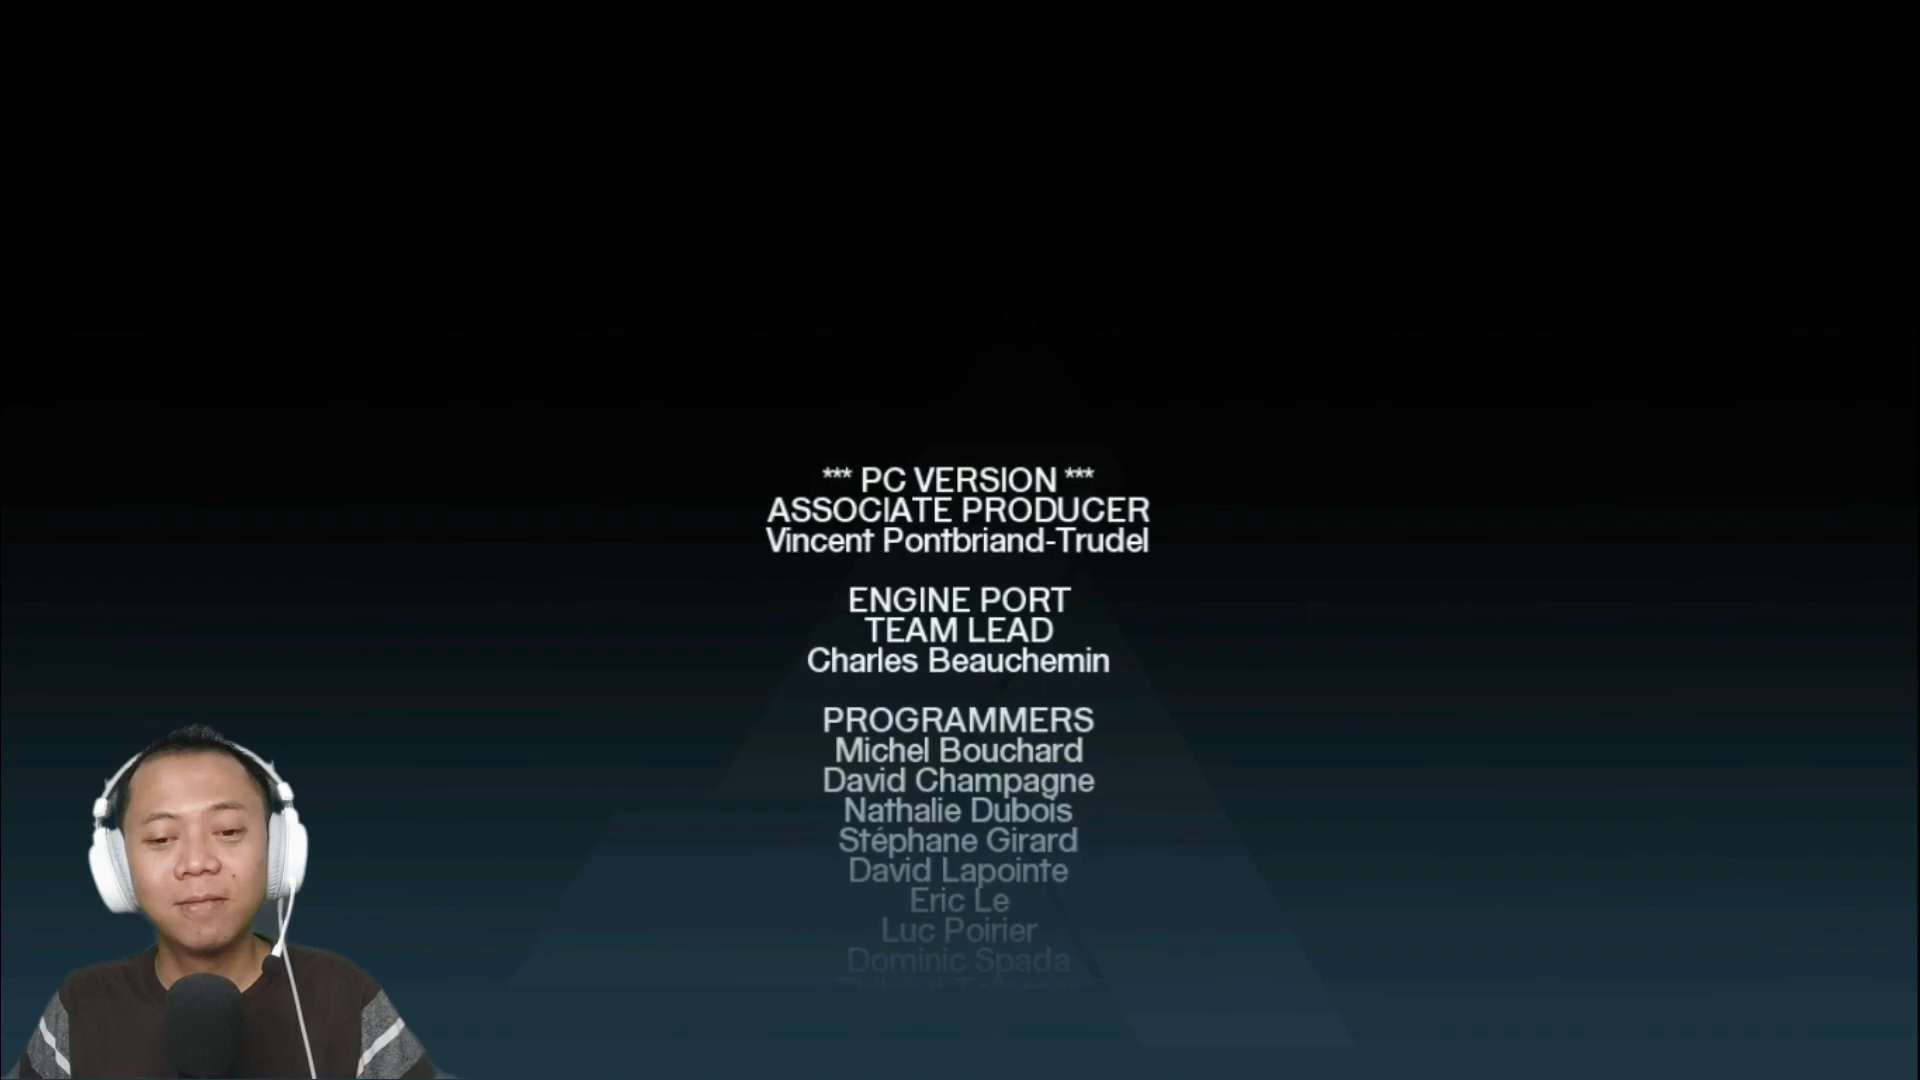 *** PC VERSION ***
ASSOCIATE PRODUCER
Vincent Pontbriand-Trudel
ENGINE PORT
TEAM LEAD
Charles Beauchemin
PROGRAMMERS
Michel Bouchard
David Champagne
Nathalie Dubois
Stéphane Girard
David Lapointe
Eric Le
Luc Poirier
Dominic Spada